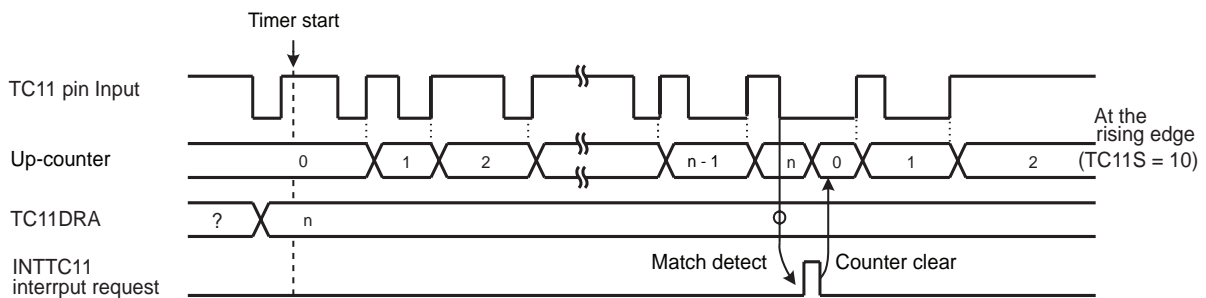 Timer start
TC11 pin Input
At the
rising edge
(TC11S = 10)
Up-counter
0 1 2 n - 1 n 0 1 2
TC11DRA
? n
Match detect Counter clear
INTTC11
interrput request